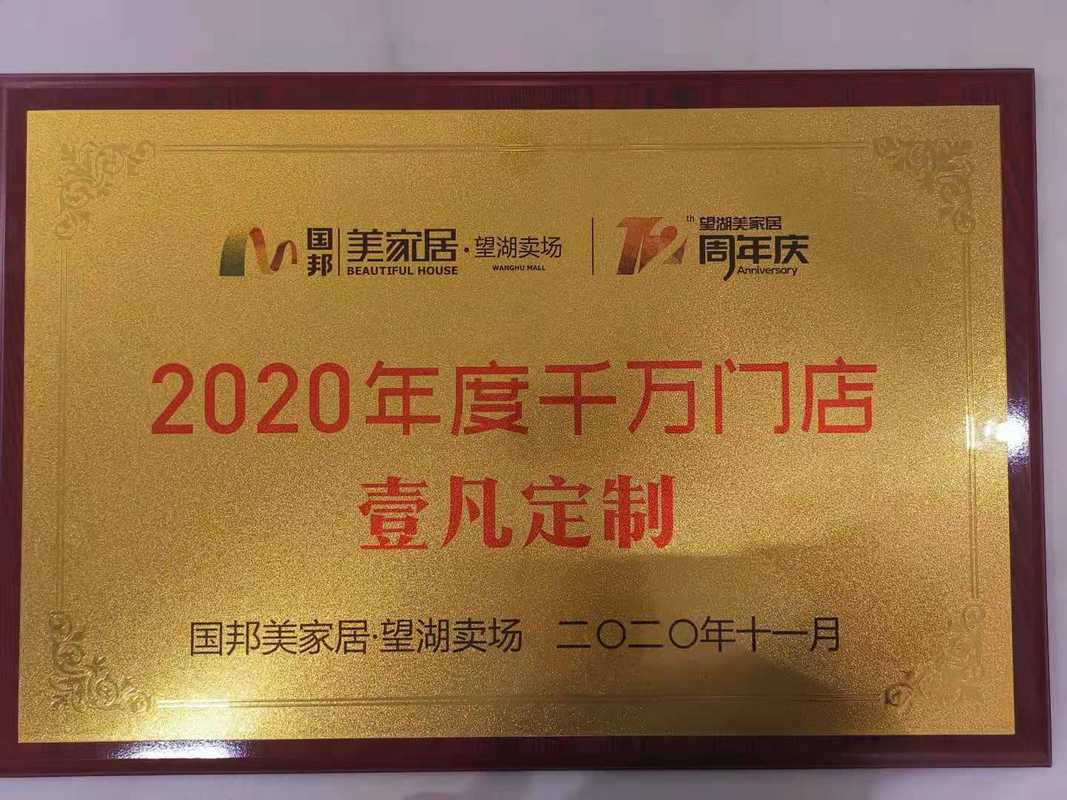 国邦 美家居·望湖卖场 12th 望湖美家居
BEAUTIFUL HOUSE WANGHU MALL 周年庆
Anniversary
2020年度千万门店
壹凡定制
国邦美家居·望湖卖场 二〇二〇年十一月